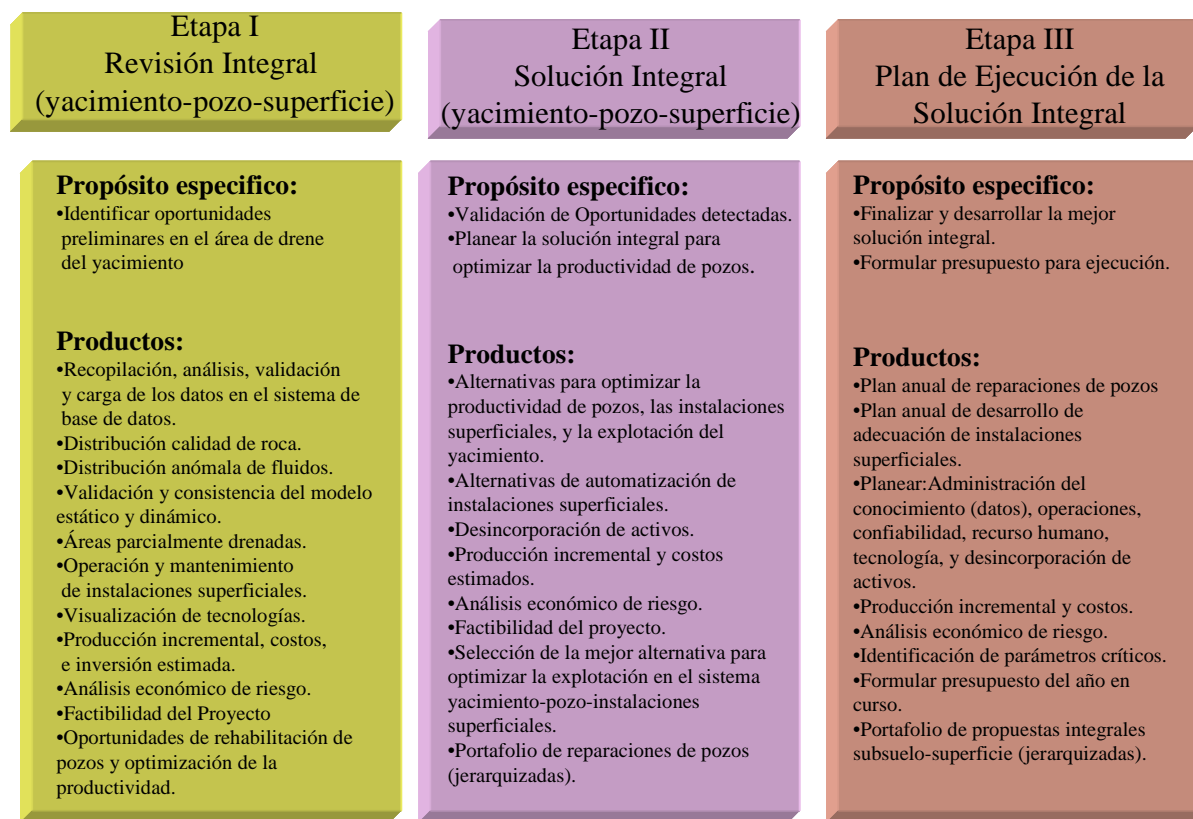 Etapa I
Revisión Integral
(yacimiento-pozo-superficie)
Propósito especifico:
•Identificar oportunidades
preliminares en el área de drene
del yacimiento
Productos:
•Recopilación, análisis, validación
y carga de los datos en el sistema de
base de datos.
•Distribución calidad de roca.
•Distribución anómala de fluidos.
•Validación y consistencia del modelo
estático y dinámico.
•Áreas parcialmente drenadas.
•Operación y mantenimiento
de instalaciones superficiales.
•Visualización de tecnologías.
•Producción incremental, costos,
e inversión estimada.
•Análisis económico de riesgo.
•Factibilidad del Proyecto
•Oportunidades de rehabilitación de
pozos y optimización de la
productividad.
Etapa II
Solución Integral
(yacimiento-pozo-superficie)
Propósito especifico:
•Validación de Oportunidades detectadas.
•Planear la solución integral para
optimizar la productividad de pozos.
Productos:
•Alternativas para optimizar la
productividad de pozos, las instalaciones
superficiales, y la explotación del
yacimiento.
•Alternativas de automatización de
instalaciones superficiales.
•Desincorporación de activos.
•Producción incremental y costos
estimados.
•Análisis económico de riesgo.
•Factibilidad del proyecto.
•Selección de la mejor alternativa para
optimizar la explotación en el sistema
yacimiento-pozo-instalaciones
superficiales.
•Portafolio de reparaciones de pozos
(jerarquizadas).
Etapa III
Plan de Ejecución de la
Solución Integral
Propósito especifico:
•Finalizar y desarrollar la mejor
solución integral.
•Formular presupuesto para ejecución.
Productos:
•Plan anual de reparaciones de pozos
•Plan anual de desarrollo de
adecuación de instalaciones
superficiales.
•Planear:Administración del
conocimiento (datos), operaciones,
confiabilidad, recurso humano,
tecnología, y desincorporación de
activos.
•Producción incremental y costos.
•Análisis económico de riesgo.
•Identificación de parámetros críticos.
•Formular presupuesto del año en
curso.
•Portafolio de propuestas integrales
subsuelo-superficie (jerarquizadas).